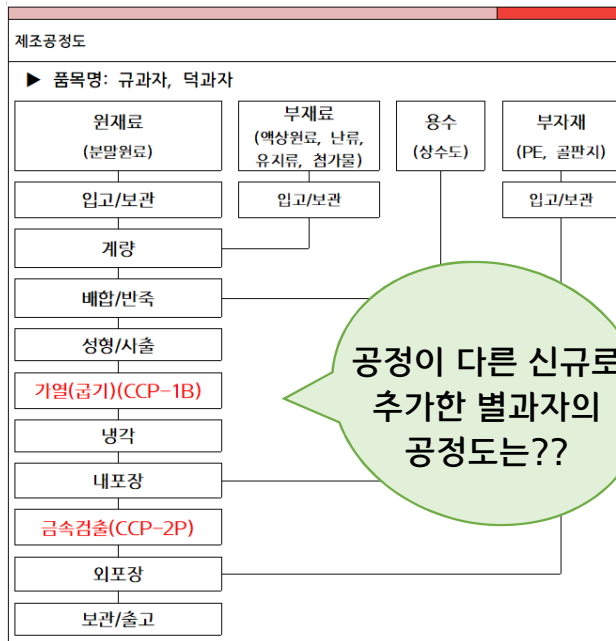 제조공정도
▶ 품목명: 규과자, 덕과자
원재료
(분말원료)
부재료
(액상원료, 난류,
유지류, 첨가물)
용수
(상수도)
부자재
(PE, 골판지)
입고/보관
입고/보관
입고/보관
계량
배합/반죽
성형/사출
가열(굽기)(CCP-1B)
냉각
내포장
금속검출(CCP-2P)
외포장
보관/출고
공정이 다른 신규로
추가한 별과자의
공정도는??